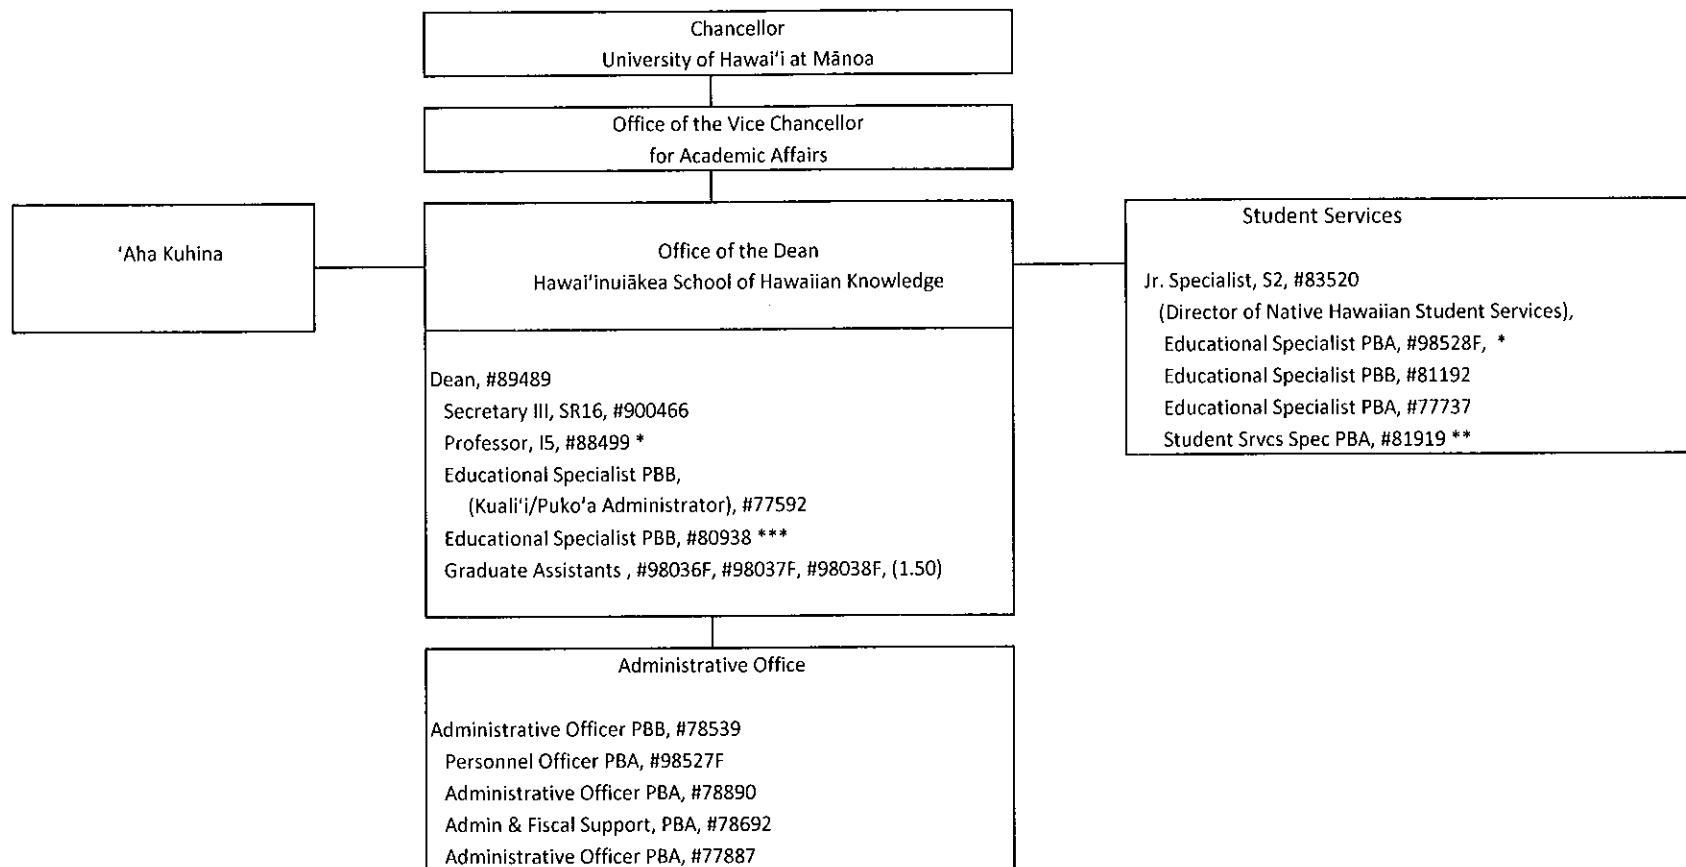 Chancellor
University of Hawai‘i at Mānoa
Office of the Vice Chancellor
for Academic Affairs
‘Aha Kuhina
Office of the Dean
Hawai‘inuiākea School of Hawaiian Knowledge
Dean, #89489
Secretary III, SR16, #900466
Professor, I5, #88499 *
Educational Specialist PBB,
(Kuali‘i/Puko‘a Administrator), #77592
Educational Specialist PBB, #80938 ***
Graduate Assistants , #98036F, #98037F, #98038F, (1.50)
Student Services
Jr. Specialist, S2, #83520
(Director of Native Hawaiian Student Services),
Educational Specialist PBA, #98528F, *
Educational Specialist PBB, #81192
Educational Specialist PBA, #77737
Student Srvcs Spec PBA, #81919 **
Administrative Office
Administrative Officer PBB, #78539
Personnel Officer PBA, #98527F
Administrative Officer PBA, #78890
Admin & Fiscal Support, PBA, #78692
Administrative Officer PBA, #77887